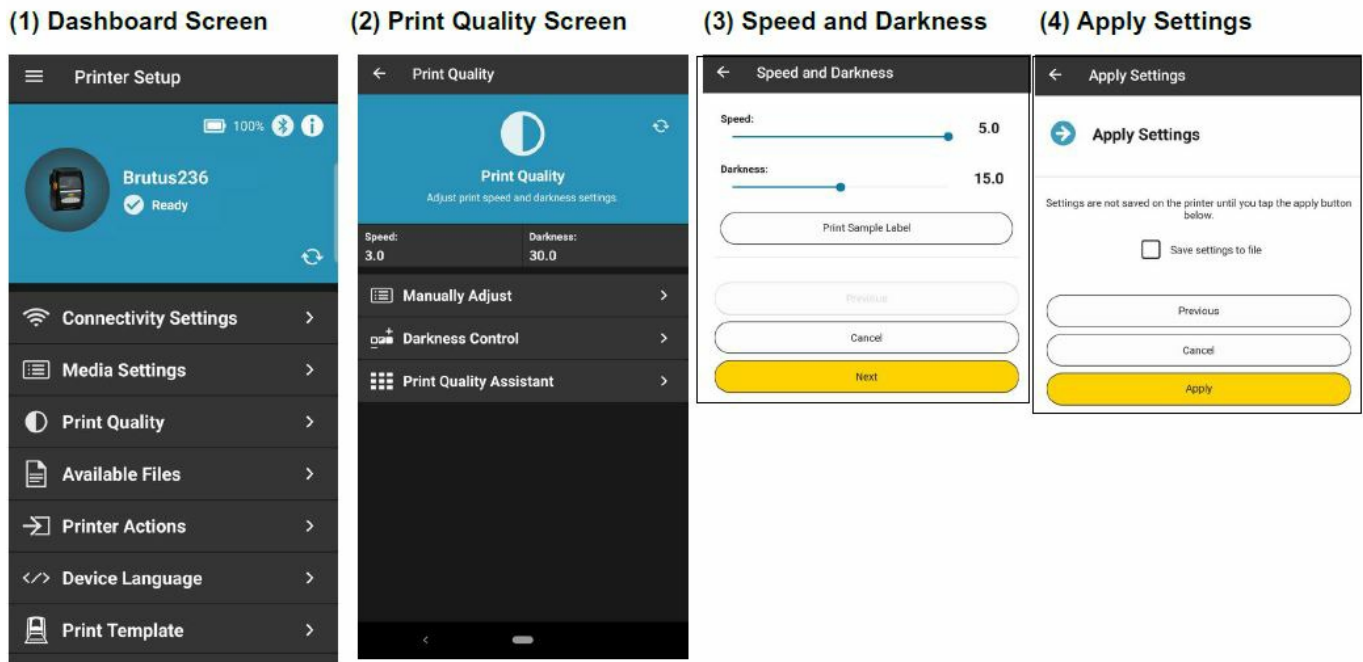 (1) Dashboard Screen
Printer Setup
100%
Brutus236
Ready
Connectivity Settings
Media Settings
Print Quality
Available Files
Printer Actions
Device Language
Print Template
(2) Print Quality Screen
Print Quality
Print Quality
Adjust print speed and darkness settings.
Speed:
3.0
Darkness:
30.0
Manually Adjust
Darkness Control
Print Quality Assistant
(3) Speed and Darkness
Speed and Darkness
Speed:
5.0
Darkness:
15.0
Print Sample Label
Previous
Cancel
Next
(4) Apply Settings
Apply Settings
Apply Settings
Settings are not saved on the printer until you tap the apply button
below.
Save settings to file
Previous
Cancel
Apply